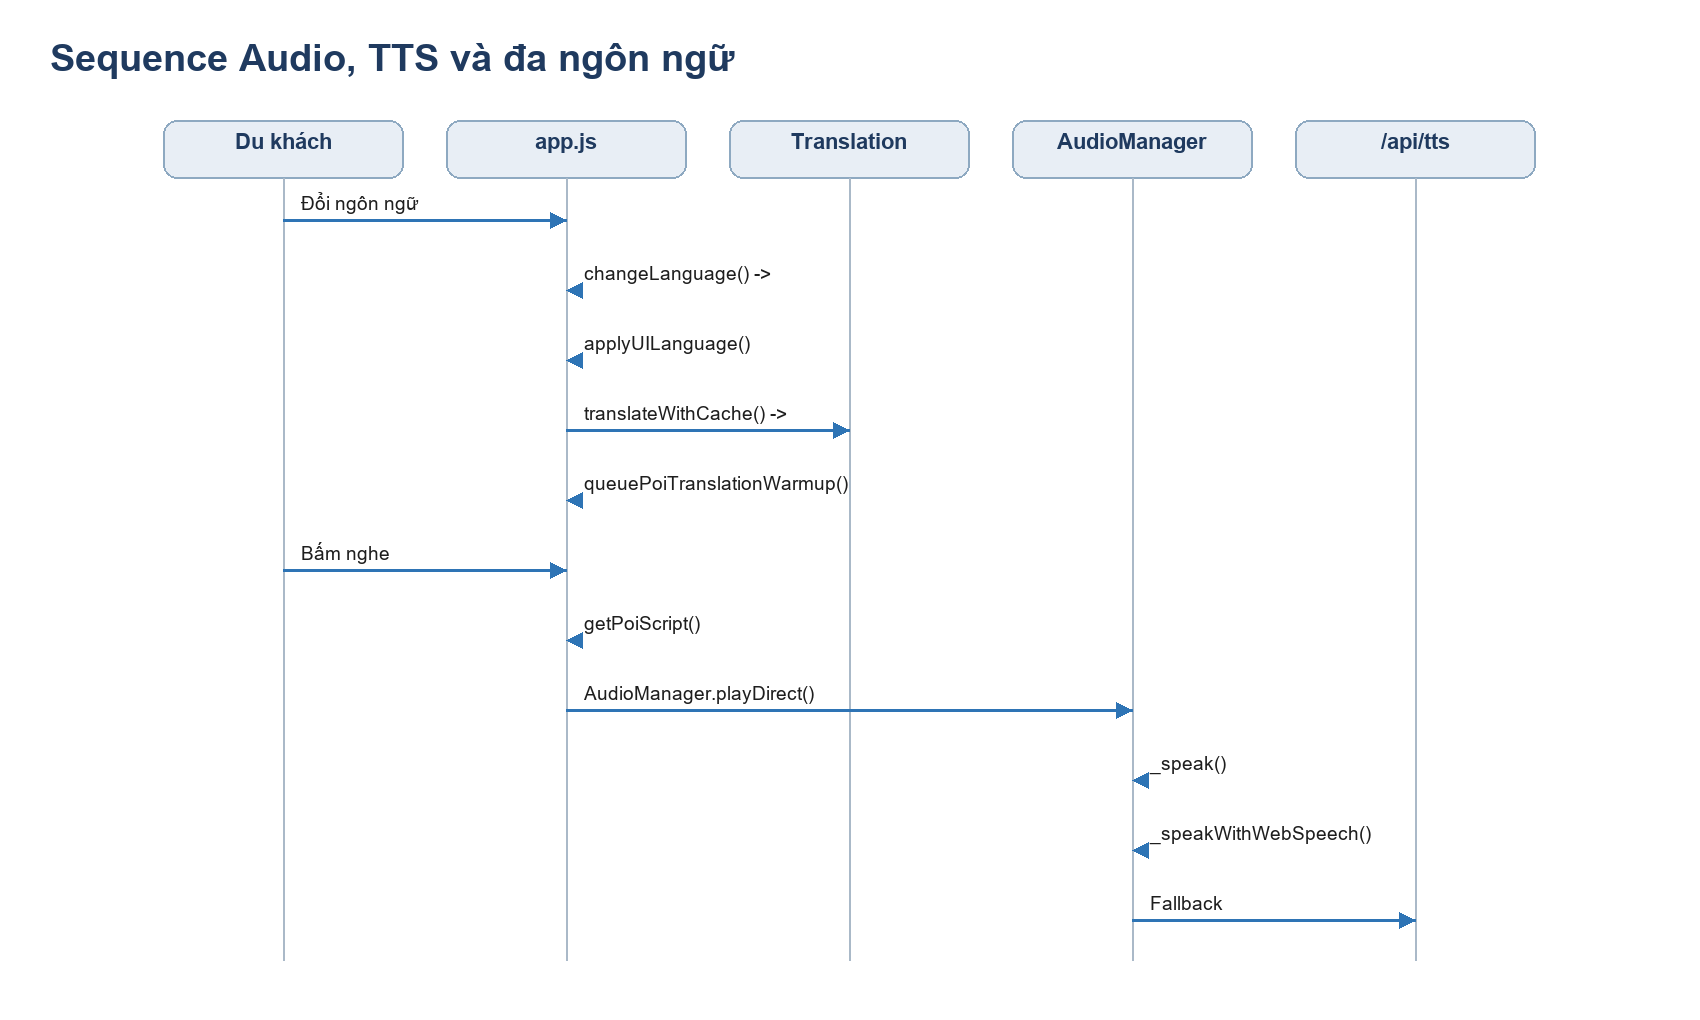 Sequence Audio, TTS và đa ngôn ngữ
Du khách
app.js
Translation
AudioManager
/api/tts
Đổi ngôn ngữ
changeLanguage() ->
applyUILanguage()
translateWithCache() ->
queuePoiTranslationWarmup()
Bấm nghe
getPoiScript()
AudioManager.playDirect()
_speak()
_speakWithWebSpeech()
Fallback